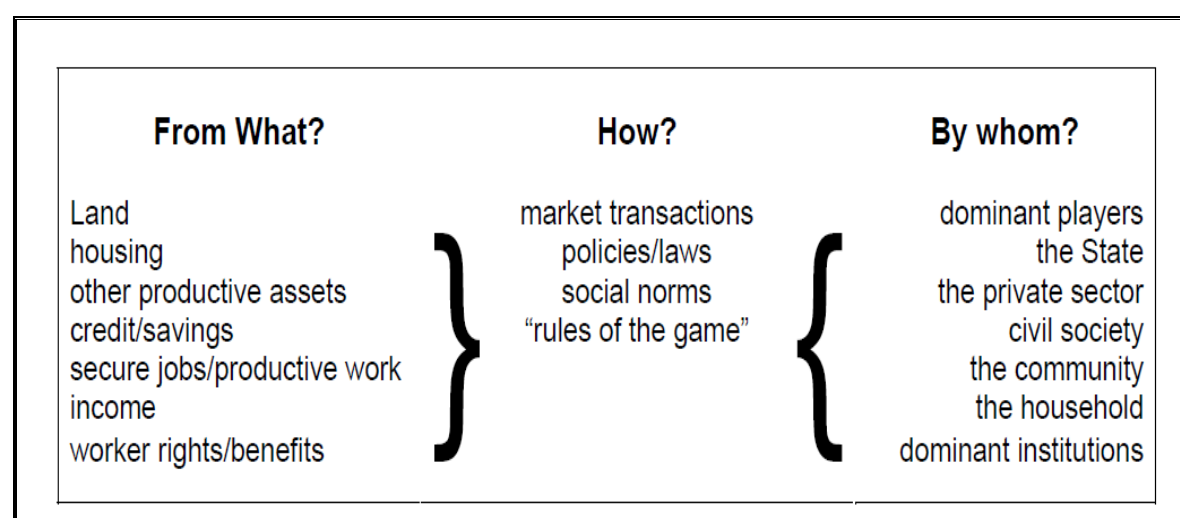 From What?
Land
housing
other productive assets
credit/savings
secure jobs/productive work
income
worker rights/benefits
How?
market transactions
policies/laws
social norms
“rules of the game”
By whom?
dominant players
the State
the private sector
civil society
the community
the household
dominant institutions